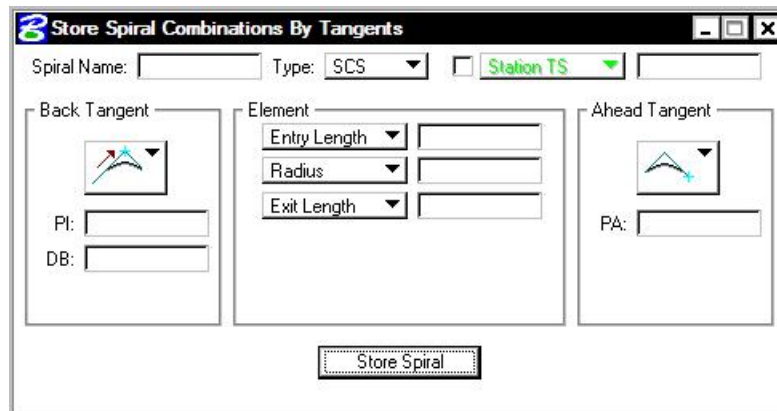 Store Spiral Combinations By Tangents
Spiral Name: Type: SCS Station TS
Back Tangent
PI:
DB:
Element
Entry Length
Radius
Exit Length
Ahead Tangent
PA:
Store Spiral